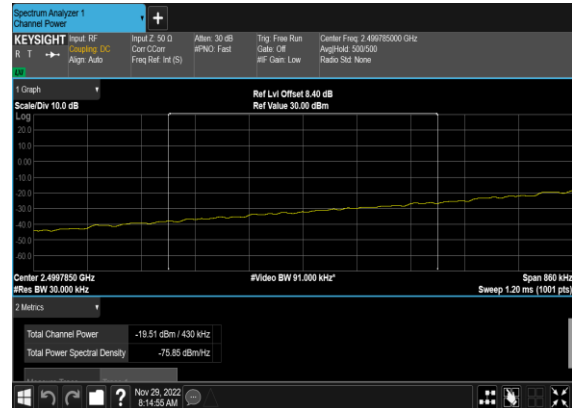 Spectrum Analyzer 1
Channel Power
+
KEYSIGHT Input: RF Input Z: 50 Ω Atten: 30 dB Trig: Free Run Center Freq: 2.499785000 GHz
R T Coupling: DC Corr CCorr #PNO: Fast Gate: Off Avg|Hold: 500/500
Align: Auto Freq Ref: Int (S) #IF Gain: Low Radio Std: None
1 Graph
Ref Lvl Offset 8.40 dB
Scale/Div 10.0 dB Ref Value 30.00 dBm
Log
20.0
10.0
0.00
-10.0
-20.0
-30.0
-40.0
-50.0
-60.0
Center 2.4997850 GHz #Video BW 91.000 kHz* Span 860 kHz
#Res BW 30.000 kHz Sweep 1.20 ms (1001 pts)
2 Metrics
Total Channel Power -19.51 dBm / 430 kHz
Total Power Spectral Density -75.85 dBm/Hz
? Nov 29, 2022
8:14:55 AM